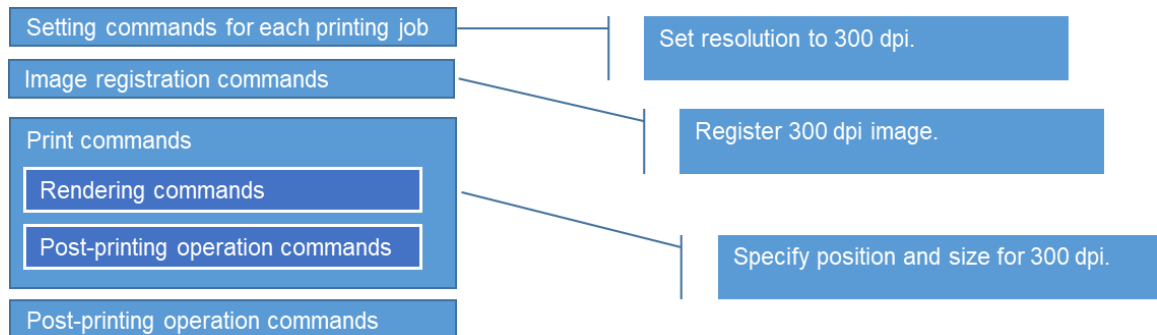 Setting commands for each printing job
Set resolution to 300 dpi.
Image registration commands
Register 300 dpi image.
Print commands
Rendering commands
Post-printing operation commands
Specify position and size for 300 dpi.
Post-printing operation commands